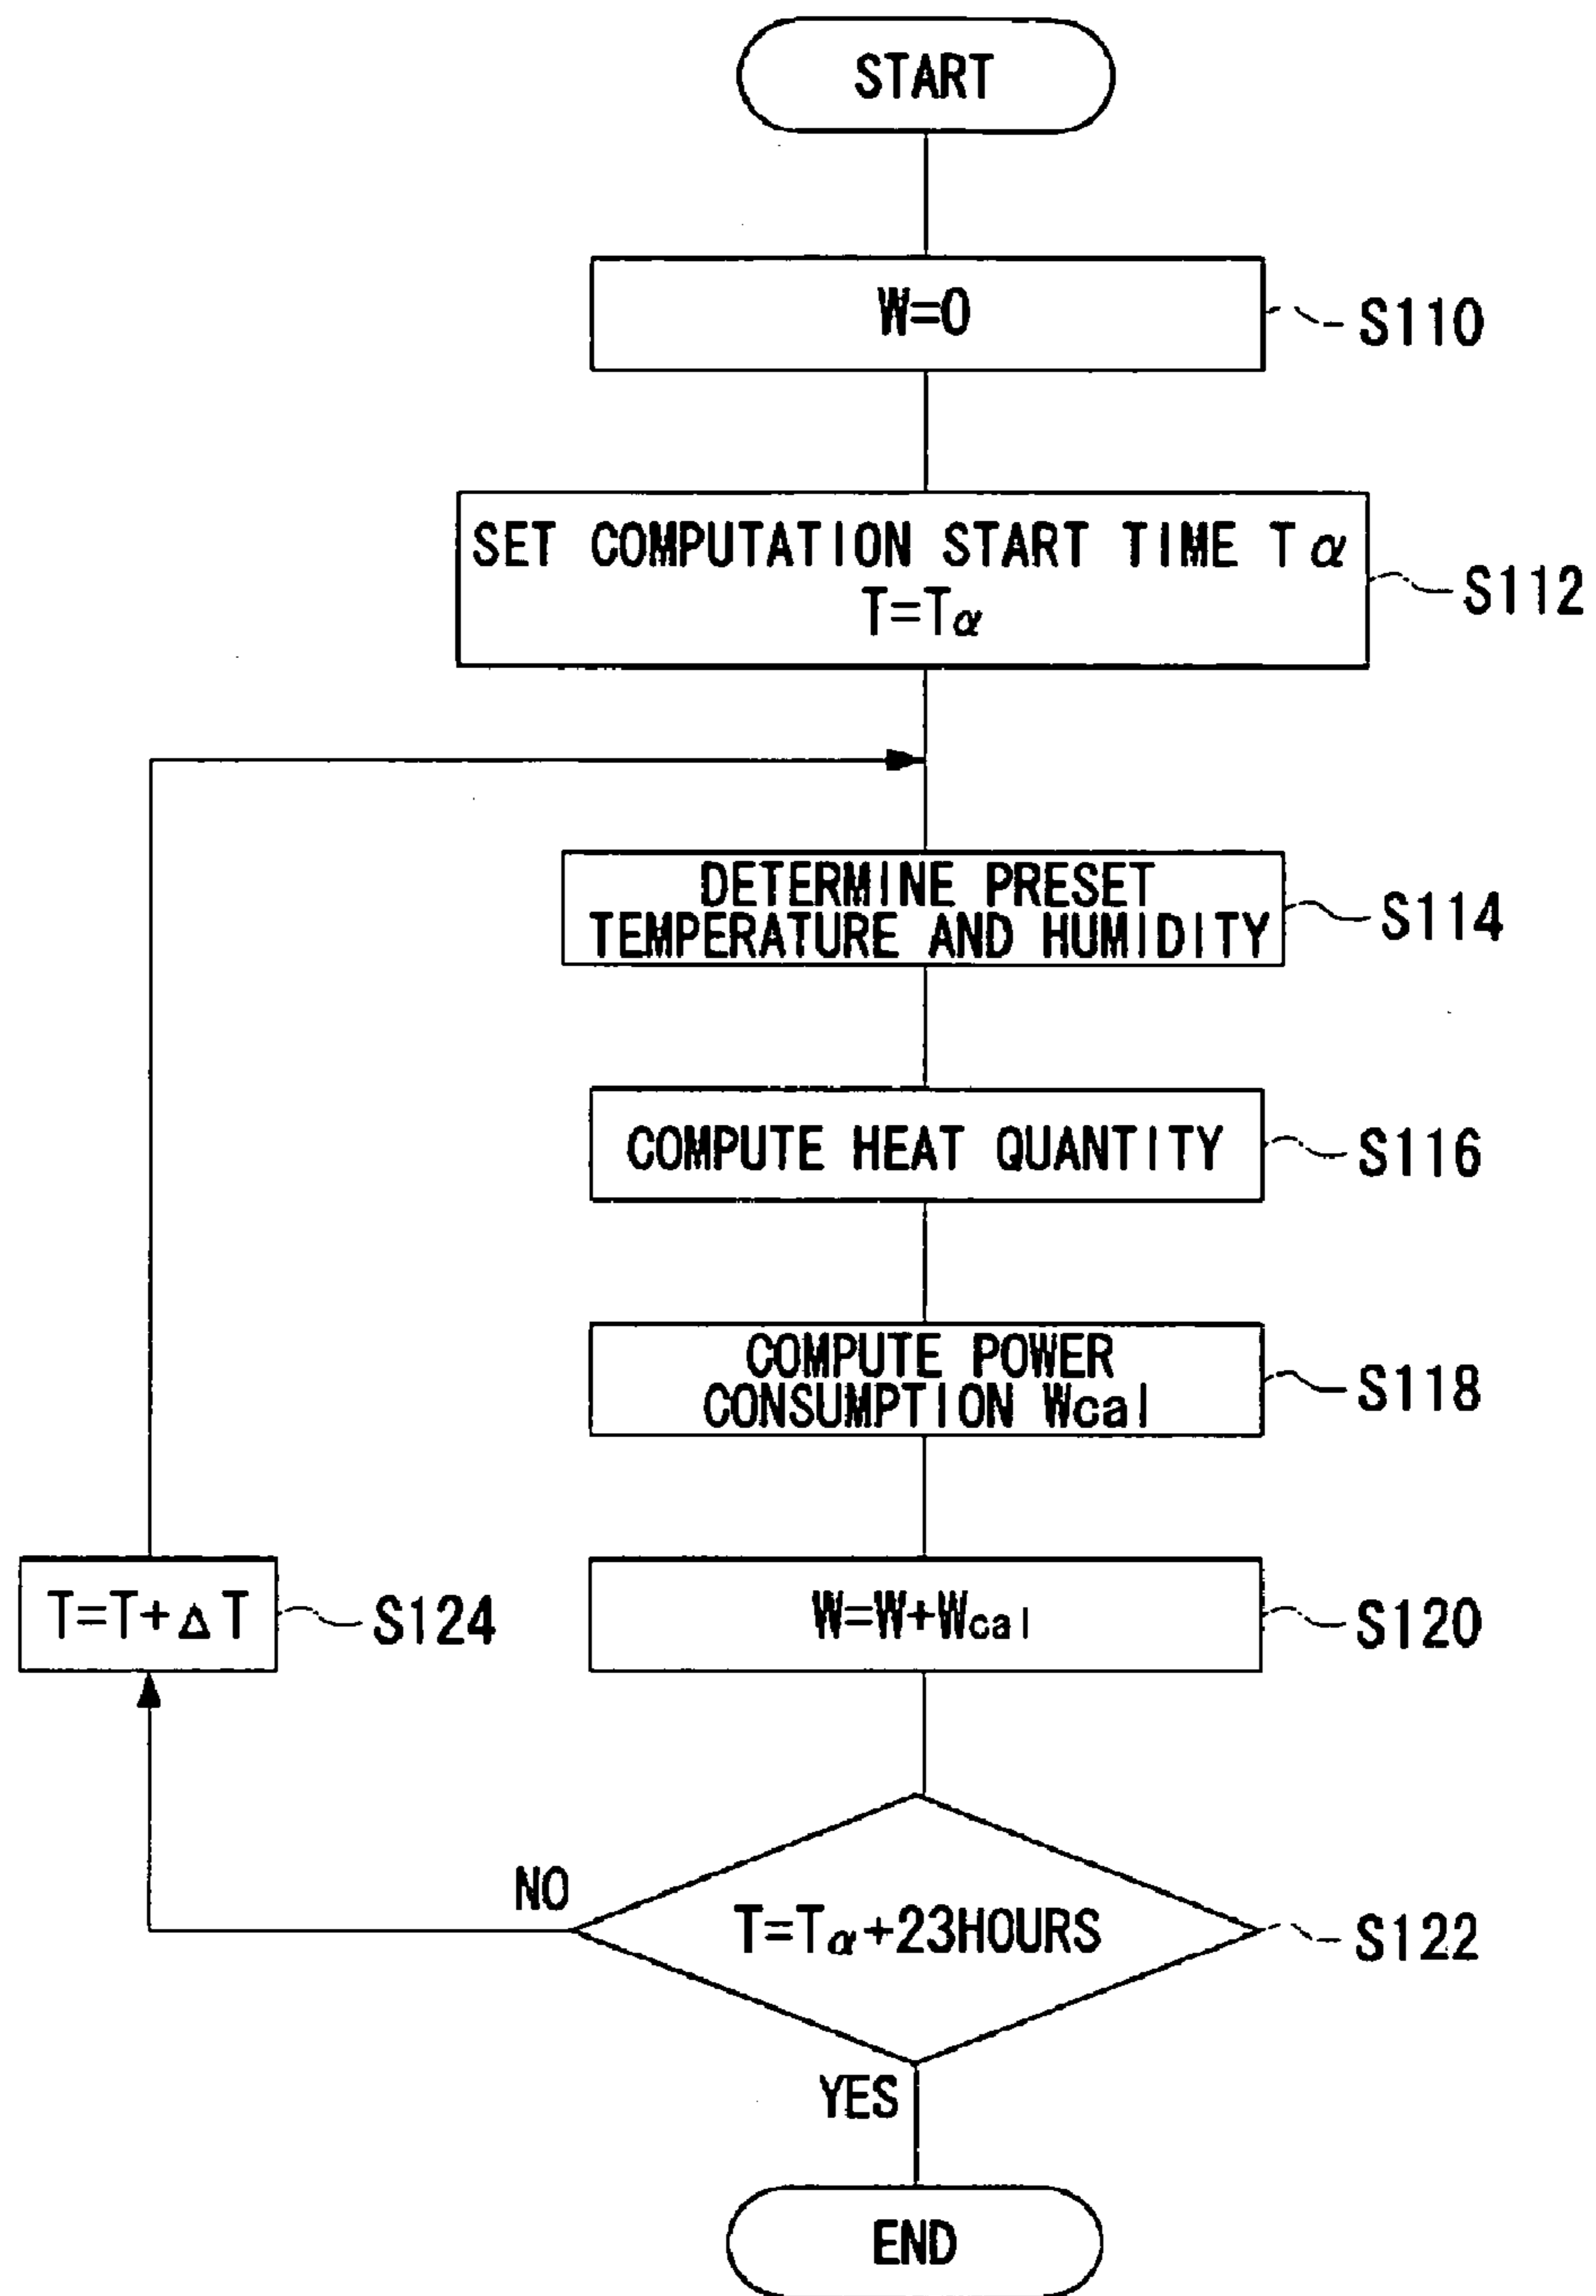 START
W=0
S110
SET COMPUTATION START TIME Tα
T=Tα
S112
DETERMINE PRESET
TEMPERATURE AND HUMIDITY
S114
COMPUTE HEAT QUANTITY
S116
COMPUTE POWER
CONSUMPTION Wcal
S118
T=T+ΔT
S124
W=W+Wcal
S120
NO
T=Tα+23HOURS
S122
YES
END